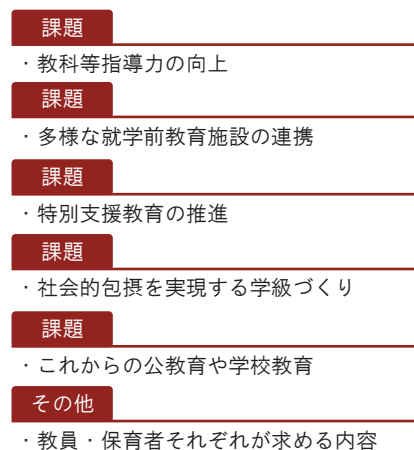 課題
・教科等指導力の向上
課題
・多様な就学前教育施設の連携
課題
・特別支援教育の推進
課題
・社会的包摂を実現する学級づくり
課題
・これからの公教育や学校教育
その他
・教員・保育者それぞれが求める内容